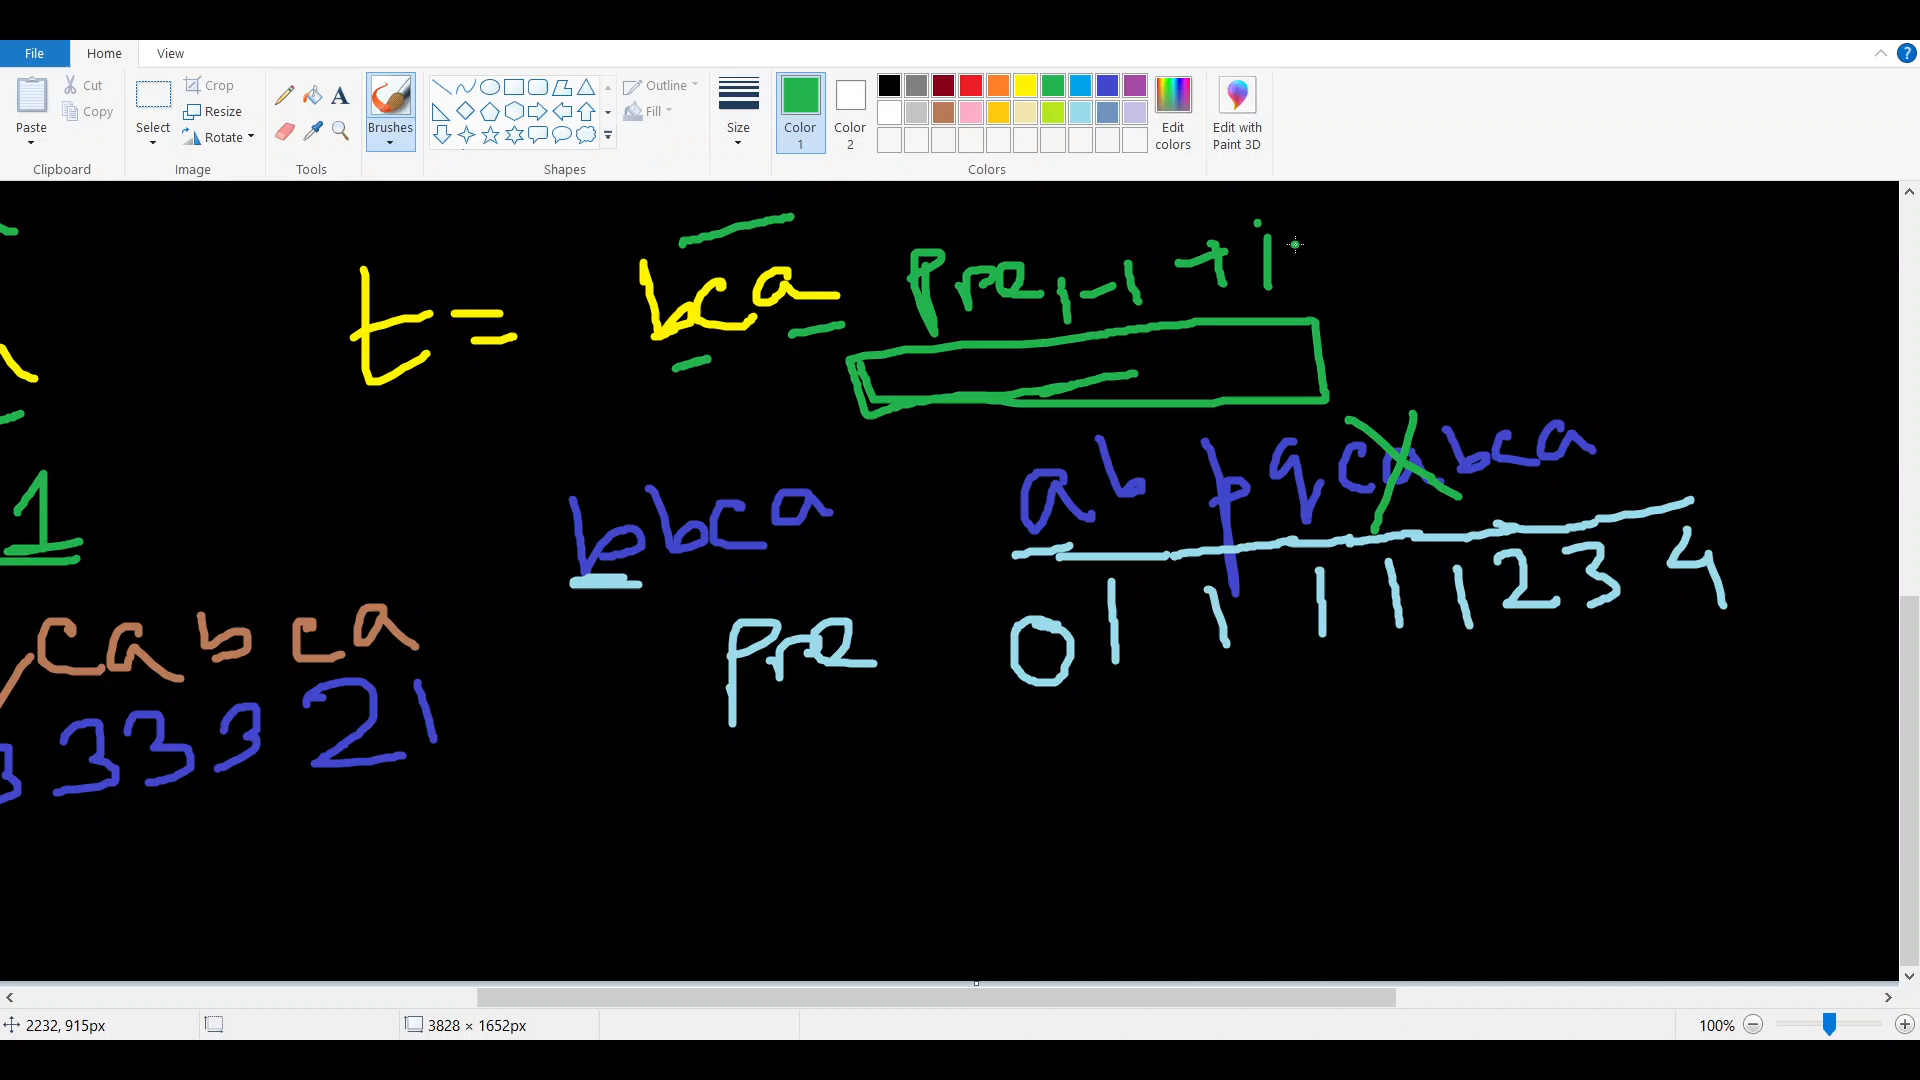 File Home View
Paste Cut Copy Clipboard
Select Crop Resize Rotate Image
A Tools
Brushes
Outline Fill Shapes
Size
Color 1 Color 2 Edit colors Colors
Edit with Paint 3D
t = bca pre i-1 + i
abpqcabca
1 bbca
pre 0 1 1 1 1 1 2 3 4
cabca
3 3 3 3 2 1
2232, 915px 3828 × 1652px 100%